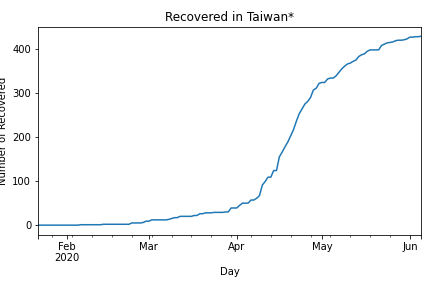 Recovered in Taiwan*
Number of Recovered
400
300
200
100
0
Feb
2020
Mar
Apr
May
Jun
Day